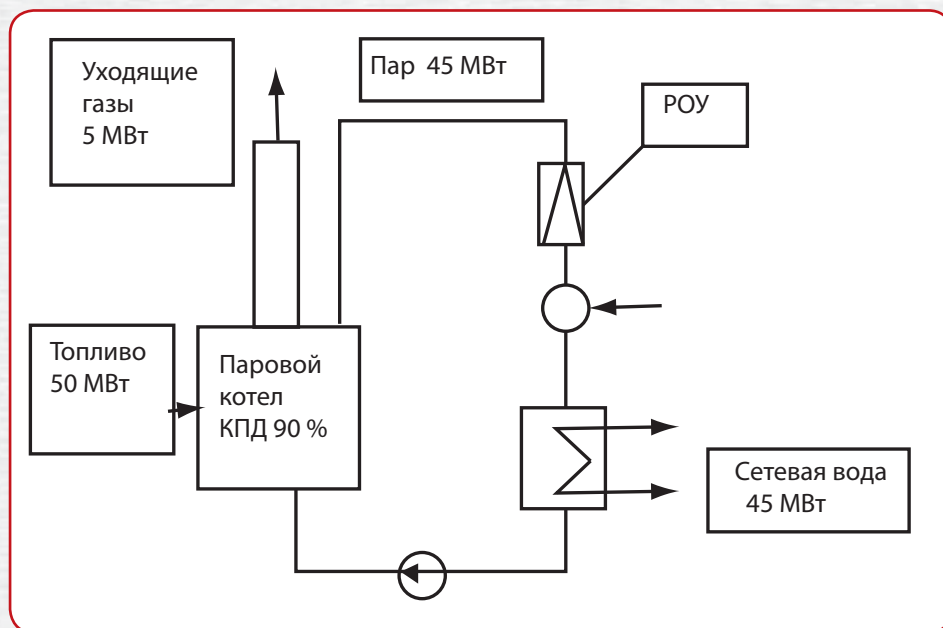 Уходящие
газы
5 МВт
Пар 45 МВт
РОУ
Топливо
50 МВт
Паровой
котел
КПД 90 %
Сетевая вода
45 МВт